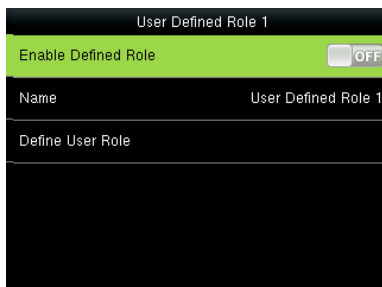 User Defined Role 1
Enable Defined Role OFF
Name User Defined Role 1
Define User Role